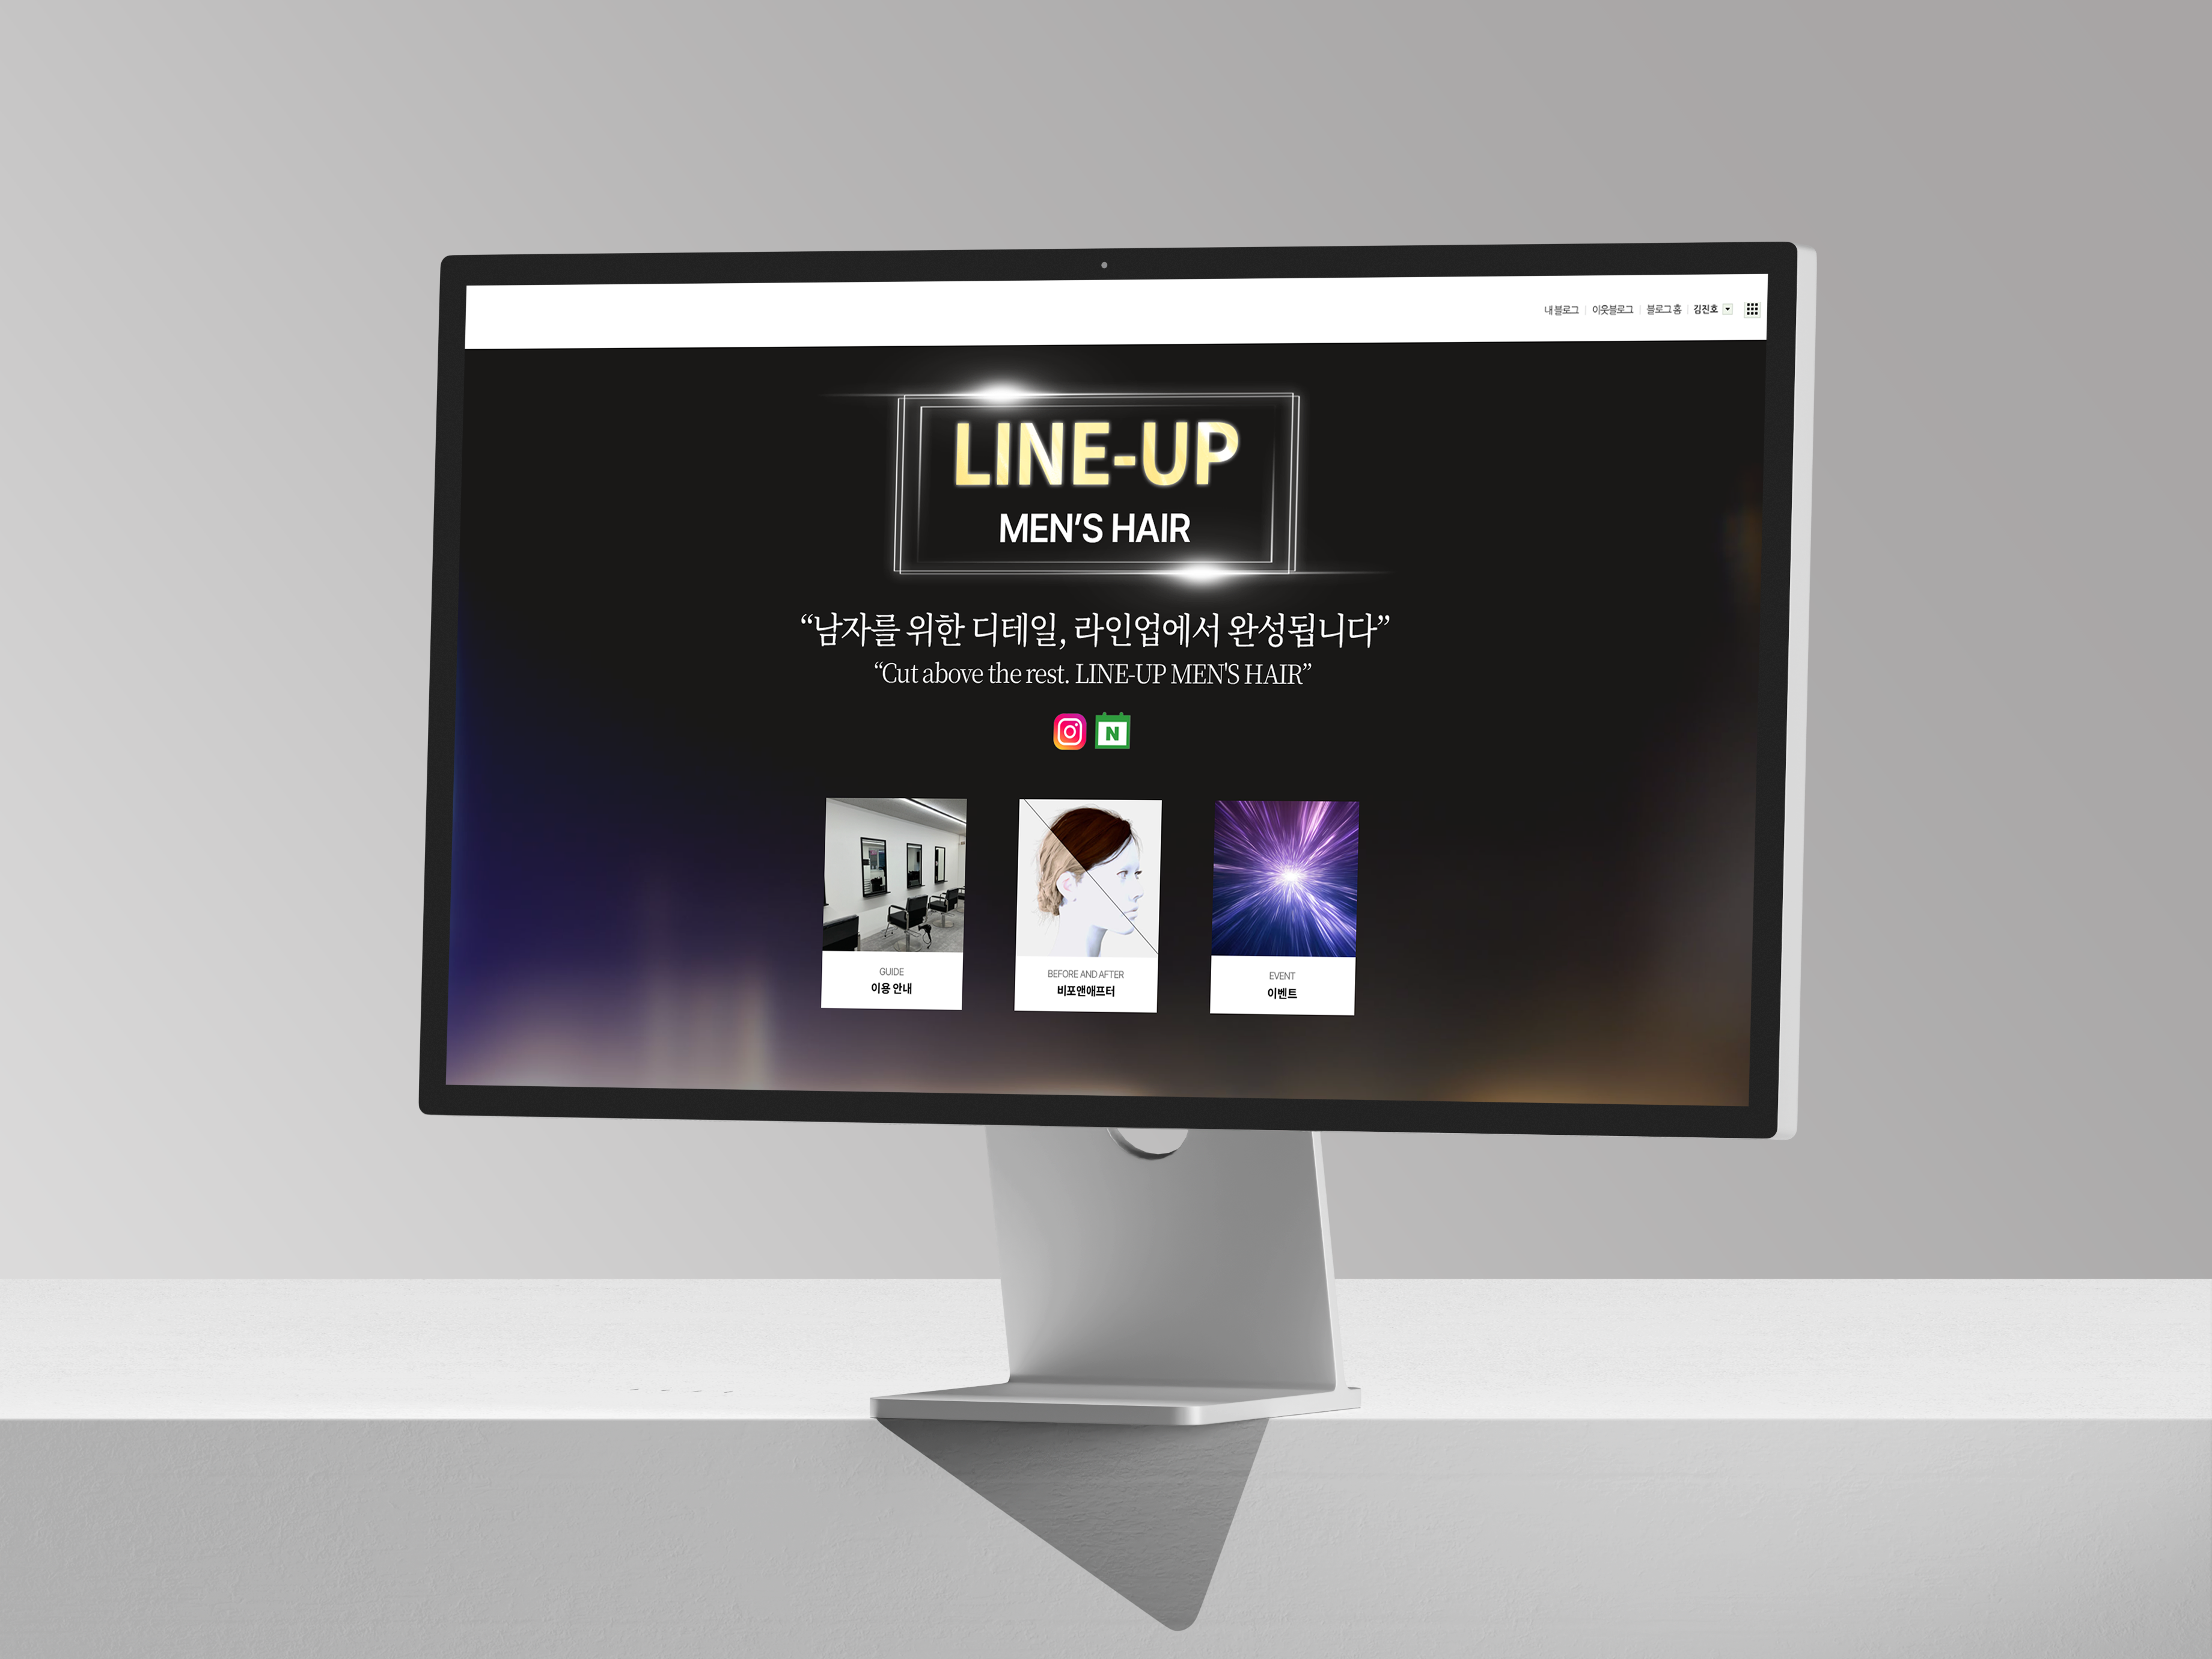 내 블로그 | 이웃블로그 | 블로그 홈 | 김진호
LINE-UP
MEN’S HAIR
“남자를 위한 디테일, 라인업에서 완성됩니다”
“Cut above the rest. LINE-UP MEN'S HAIR”
N
GUIDE
이용 안내
BEFORE AND AFTER
비포앤애프터
EVENT
이벤트